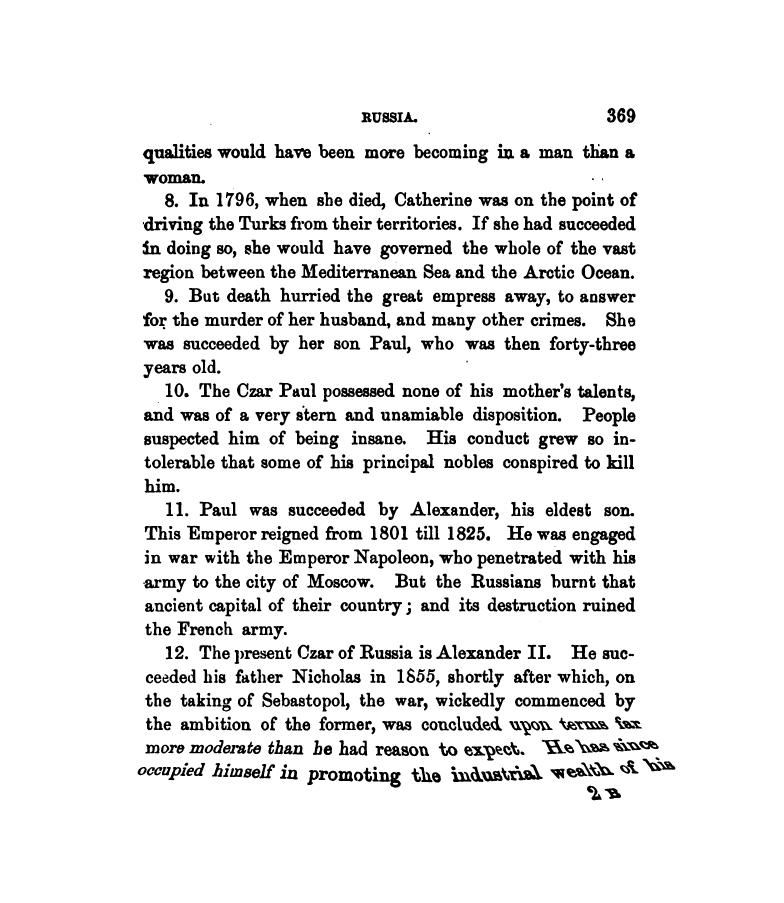 RUSSIA. 369
qualities would have been more becoming in a man than a
woman.
8. In 1796, when she died, Catherine was on the point of
driving the Turks from their territories. If she had succeeded
in doing so, she would have governed the whole of the vast
region between the Mediterranean Sea and the Arctic Ocean.
9. But death hurried the great empress away, to answer
for the murder of her husband, and many other crimes. She
was succeeded by her son Paul, who was then forty-three
years old.
10. The Czar Paul possessed none of his mother's talents,
and was of a very stern and unamiable disposition. People
suspected him of being insane. His conduct grew so in-
tolerable that some of his principal nobles conspired to kill
him.
11. Paul was succeeded by Alexander, his eldest son.
This Emperor reigned from 1801 till 1825. He was engaged
in war with the Emperor Napoleon, who penetrated with his
army to the city of Moscow. But the Russians burnt that
ancient capital of their country; and its destruction ruined
the French army.
12. The present Czar of Russia is Alexander II. He suc-
ceeded his father Nicholas in 1855, shortly after which, on
the taking of Sebastopol, the war, wickedly commenced by
the ambition of the former, was concluded upon terms far
more moderate than he had reason to expect. He has since
occupied himself in promoting the industrial wealth of his
2 B